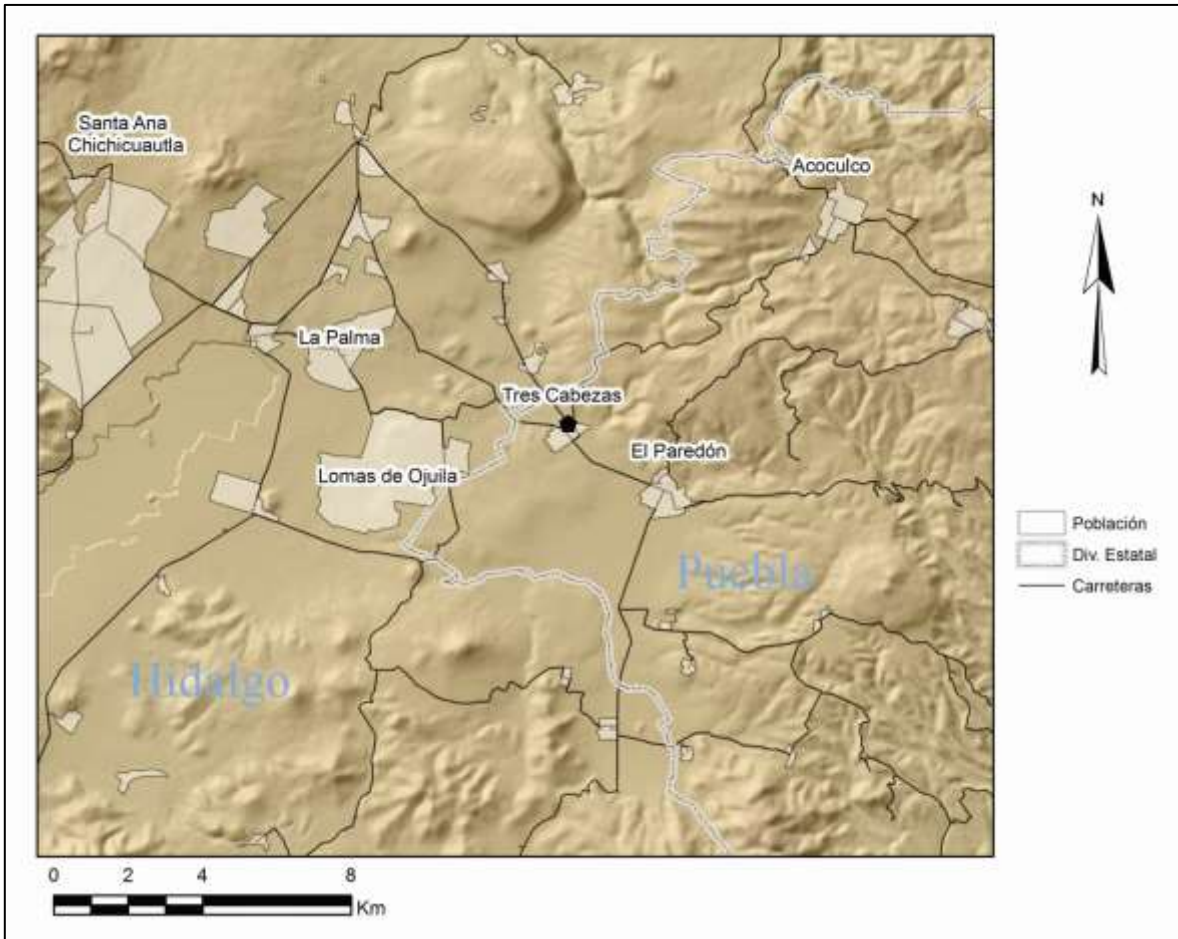 Santa Ana
Chichicuautla
Acoculco
N
La Palma
Tres Cabezas
El Paredón
Lomas de Ojuila
Puebla
Hidalgo
Población
Div. Estatal
Carreteras
0 2 4 8
Km